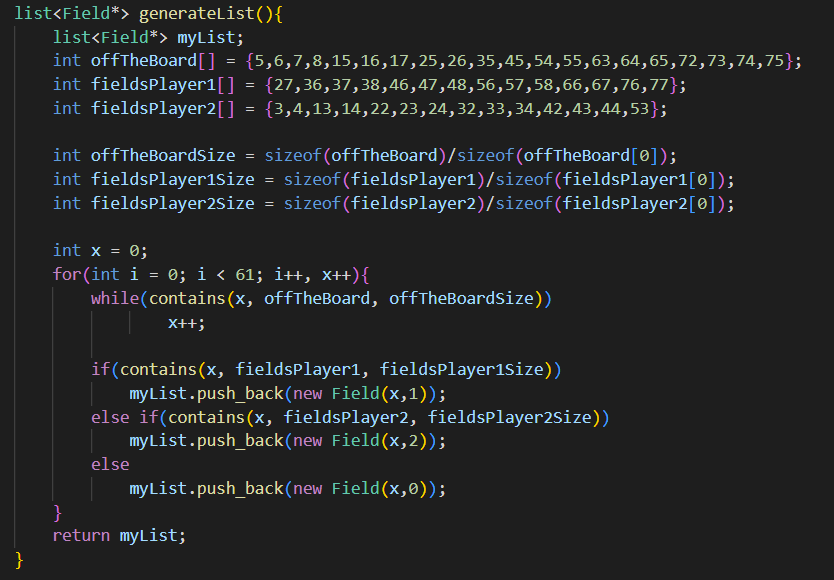 list<Field*> generateList(){
    list<Field*> myList;
    int offTheBoard[] = {5,6,7,8,15,16,17,25,26,35,45,54,55,63,64,65,72,73,74,75};
    int fieldsPlayer1[] = {27,36,37,38,46,47,48,56,57,58,66,67,76,77};
    int fieldsPlayer2[] = {3,4,13,14,22,23,24,32,33,34,42,43,44,53};

    int offTheBoardSize = sizeof(offTheBoard)/sizeof(offTheBoard[0]);
    int fieldsPlayer1Size = sizeof(fieldsPlayer1)/sizeof(fieldsPlayer1[0]);
    int fieldsPlayer2Size = sizeof(fieldsPlayer2)/sizeof(fieldsPlayer2[0]);

    int x = 0;
    for(int i = 0; i < 61; i++, x++){
        while(contains(x, offTheBoard, offTheBoardSize))
                x++;

        if(contains(x, fieldsPlayer1, fieldsPlayer1Size))
            myList.push_back(new Field(x,1));
        else if(contains(x, fieldsPlayer2, fieldsPlayer2Size))
            myList.push_back(new Field(x,2));
        else
            myList.push_back(new Field(x,0));
    }
    return myList;
}